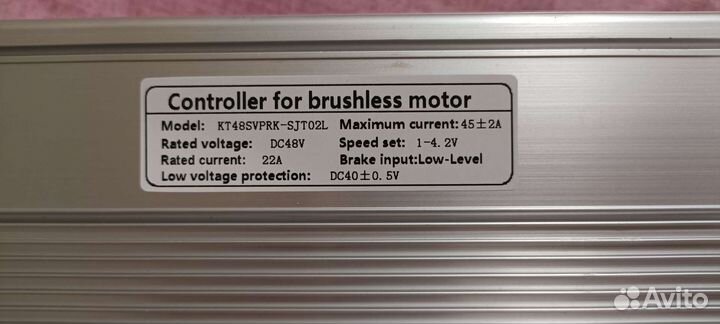 Controller for brushless motor
Model: KT48SVPRK-SJT02L Maximum current:45±2A
Rated voltage: DC48V Speed set: 1-4.2V
Rated current: 22A Brake input:Low-Level
Low voltage protection: DC40±0.5V
Avito